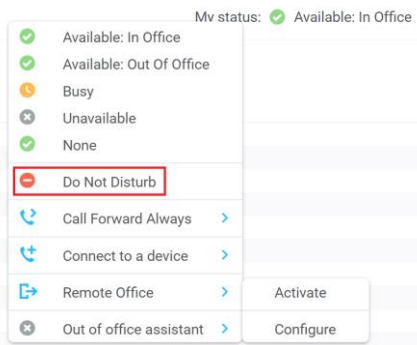 My status: Available: In Office
Available: In Office
Available: Out Of Office
Busy
Unavailable
None
Do Not Disturb
Call Forward Always
Connect to a device
Remote Office
Activate
Out of office assistant
Configure